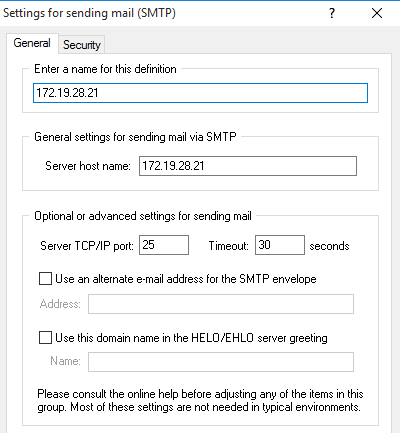 Settings for sending mail (SMTP) ? ×
General Security
Enter a name for this definition
172.19.28.21
General settings for sending mail via SMTP
Server host name: 172.19.28.21
Optional or advanced settings for sending mail
Server TCP/IP port: 25 Timeout: 30 seconds
Use an alternate e-mail address for the SMTP envelope
Address:
Use this domain name in the HELO/EHLO server greeting
Name:
Please consult the online help before adjusting any of the items in this
group. Most of these settings are not needed in typical environments.